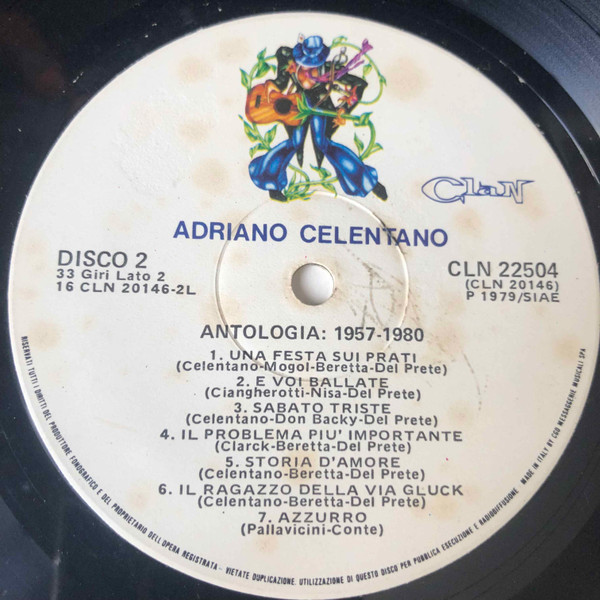 Clan
ADRIANO CELENTANO
DISCO 2
33 Giri Lato 2
16 CLN 20146-2L
CLN 22504
(CLN 20146)
P 1979/SIAE
ANTOLOGIA: 1957-1980
1. UNA FESTA SUI PRATI
(Celentano-Mogol-Beretta-Del Prete)
2. E VOI BALLATE
(Ciangherotti-Nisa-Del Prete)
3. SABATO TRISTE
(Celentano-Don Backy-Del Prete)
4. IL PROBLEMA PIU' IMPORTANTE
(Clarck-Beretta-Del Prete)
5. STORIA D'AMORE
(Celentano-Beretta-Del Prete)
6. IL RAGAZZO DELLA VIA GLUCK
(Celentano-Beretta-Del Prete)
7. AZZURRO
(Pallavicini-Conte)
RISERVATI TUTTI I DIRITTI DEL PRODUTTORE FONOGRAFICO E DEL PROPRIETARIO DELL'OPERA REGISTRATA - VIETATE DUPLICAZIONE. UTILIZZAZIONE DI QUESTO DISCO PER PUBBLICA ESECUZIONE E RADIODIFFUSIONE. MADE IN ITALY BY CGD MESSAGGERIE MUSICALI SPA